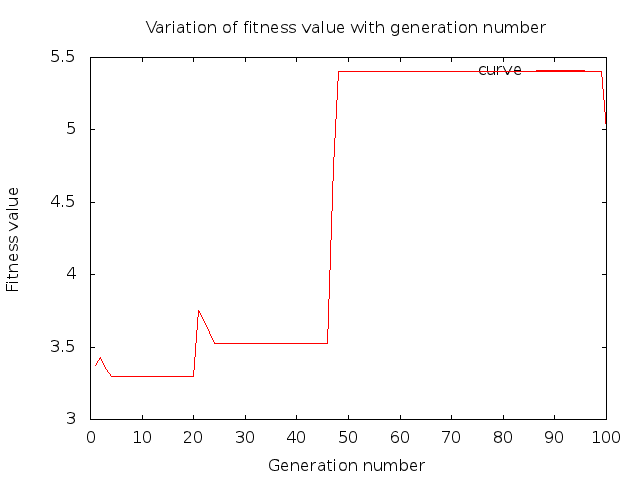 Variation of fitness value with generation number
5.5
curve
5
4.5
4
3.5
3
Fitness value
0 10 20 30 40 50 60 70 80 90 100
Generation number